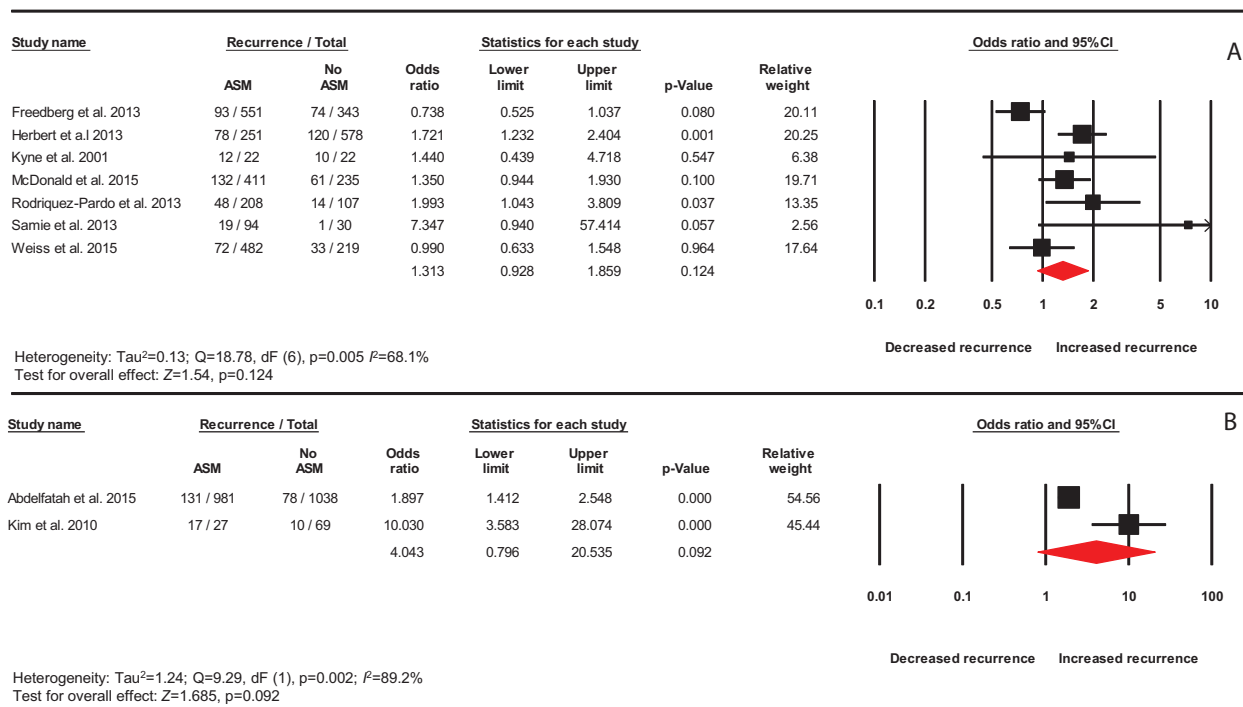 A
Study name Recurrence / Total Statistics for each study Odds ratio and 95%CI
ASM No ASM Odds ratio Lower limit Upper limit p-Value Relative weight
Freedberg et al. 2013 93 / 551 74 / 343 0.738 0.525 1.037 0.080 20.11
Herbert et a.l 2013 78 / 251 120 / 578 1.721 1.232 2.404 0.001 20.25
Kyne et al. 2001 12 / 22 10 / 22 1.440 0.439 4.718 0.547 6.38
McDonald et al. 2015 132 / 411 61 / 235 1.350 0.944 1.930 0.100 19.71
Rodriquez-Pardo et al. 2013 48 / 208 14 / 107 1.993 1.043 3.809 0.037 13.35
Samie et al. 2013 19 / 94 1 / 30 7.347 0.940 57.414 0.057 2.56
Weiss et al. 2015 72 / 482 33 / 219 0.990 0.633 1.548 0.964 17.64
1.313 0.928 1.859 0.124
0.1 0.2 0.5 1 2 5 10
Decreased recurrence Increased recurrence
Heterogeneity: Tau²=0.13; Q=18.78, dF (6), p=0.005 I²=68.1%
Test for overall effect: Z=1.54, p=0.124
B
Study name Recurrence / Total Statistics for each study Odds ratio and 95%CI
ASM No ASM Odds ratio Lower limit Upper limit p-Value Relative weight
Abdelfatah et al. 2015 131 / 981 78 / 1038 1.897 1.412 2.548 0.000 54.56
Kim et al. 2010 17 / 27 10 / 69 10.030 3.583 28.074 0.000 45.44
4.043 0.796 20.535 0.092
0.01 0.1 1 10 100
Decreased recurrence Increased recurrence
Heterogeneity: Tau²=1.24; Q=9.29, dF (1), p=0.002; I²=89.2%
Test for overall effect: Z=1.685, p=0.092